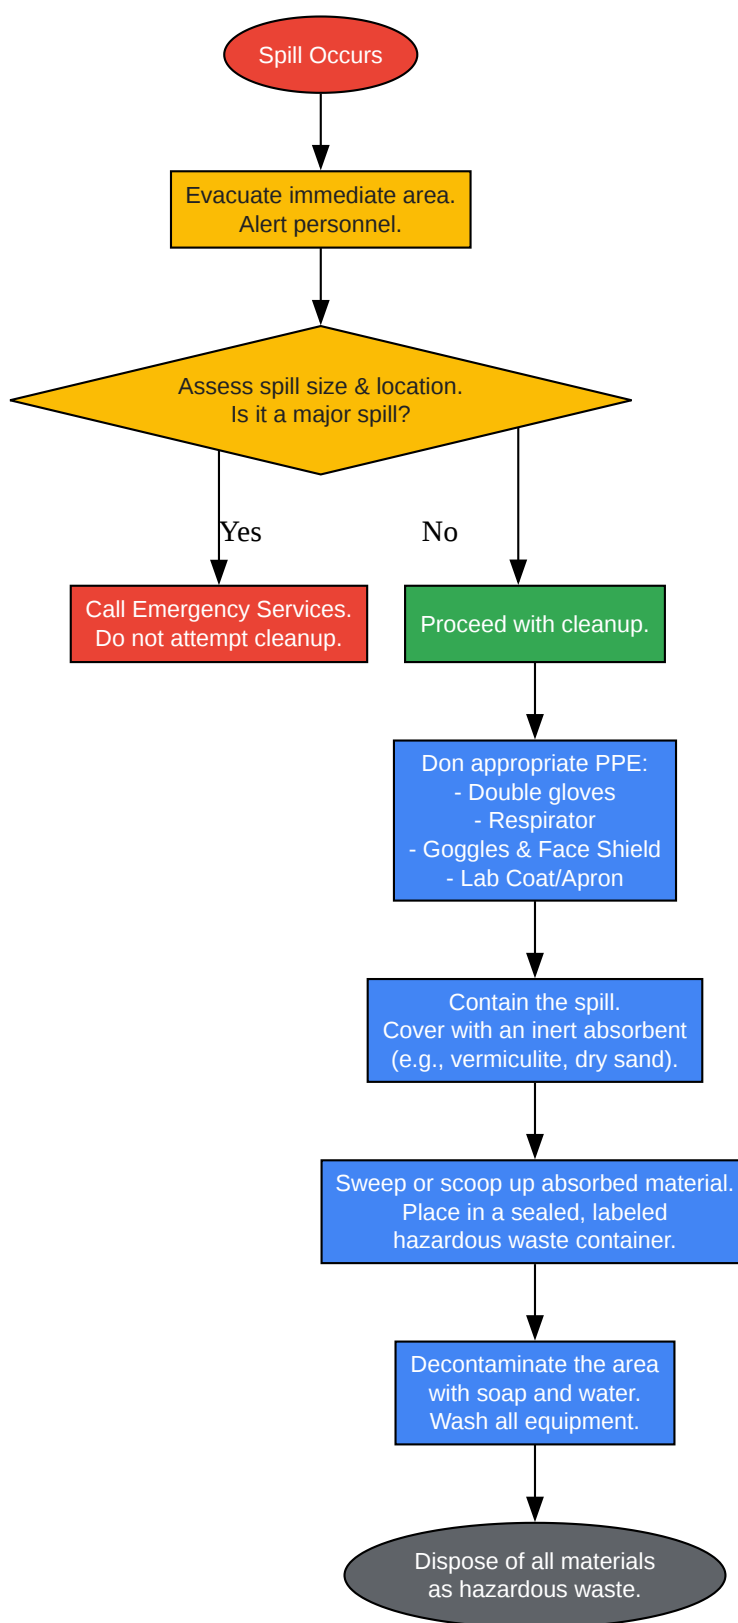 Spill Occurs
Evacuate immediate area.
Alert personnel.
Assess spill size & location.
Is it a major spill?
Yes
No
Call Emergency Services.
Do not attempt cleanup.
Proceed with cleanup.
Don appropriate PPE:
- Double gloves
- Respirator
- Goggles & Face Shield
- Lab Coat/Apron
Contain the spill.
Cover with an inert absorbent
(e.g., vermiculite, dry sand).
Sweep or scoop up absorbed material.
Place in a sealed, labeled
hazardous waste container.
Decontaminate the area
with soap and water.
Wash all equipment.
Dispose of all materials
as hazardous waste.